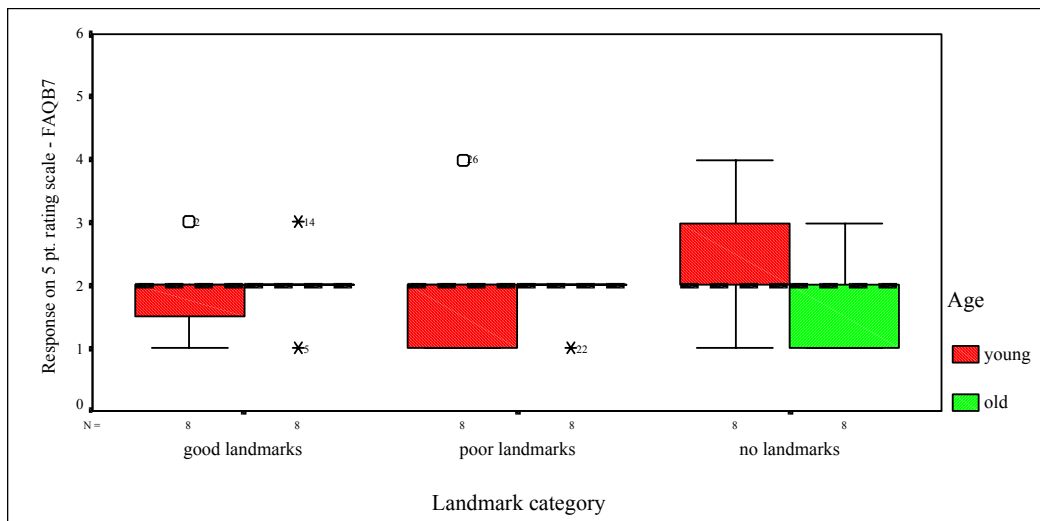 Response on 5 pt. rating scale - FAQB7
6
5
4
3
2
1
0
2
14
5
26
22
N =
8
8
8
8
8
8
good landmarks
poor landmarks
no landmarks
Landmark category
Age
young
old